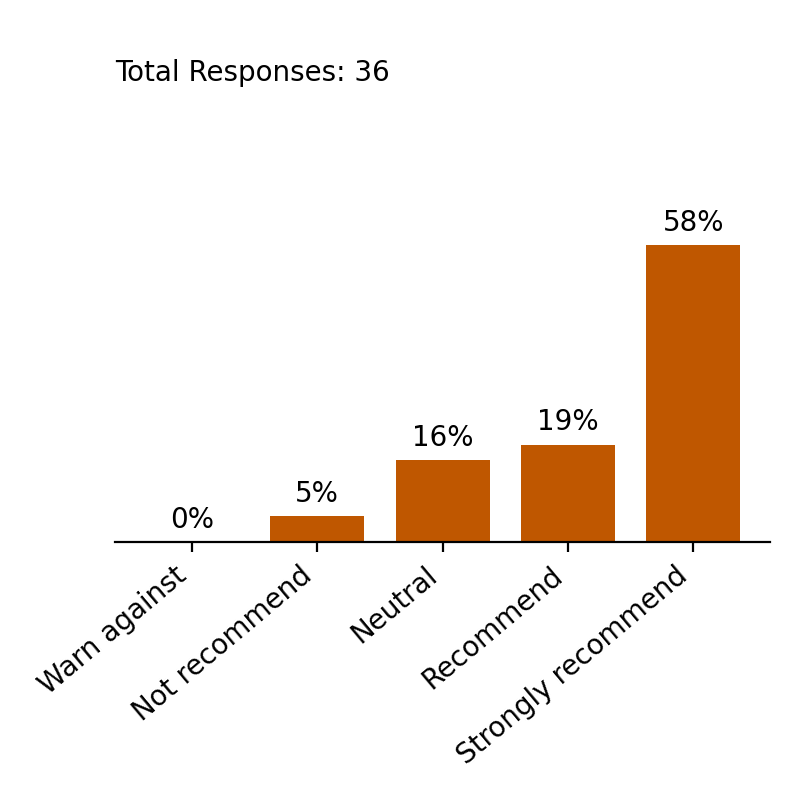 Total Responses: 36
58%
19%
16%
5%
0%
Warn against
Not recommend
Neutral
Recommend
Strongly recommend